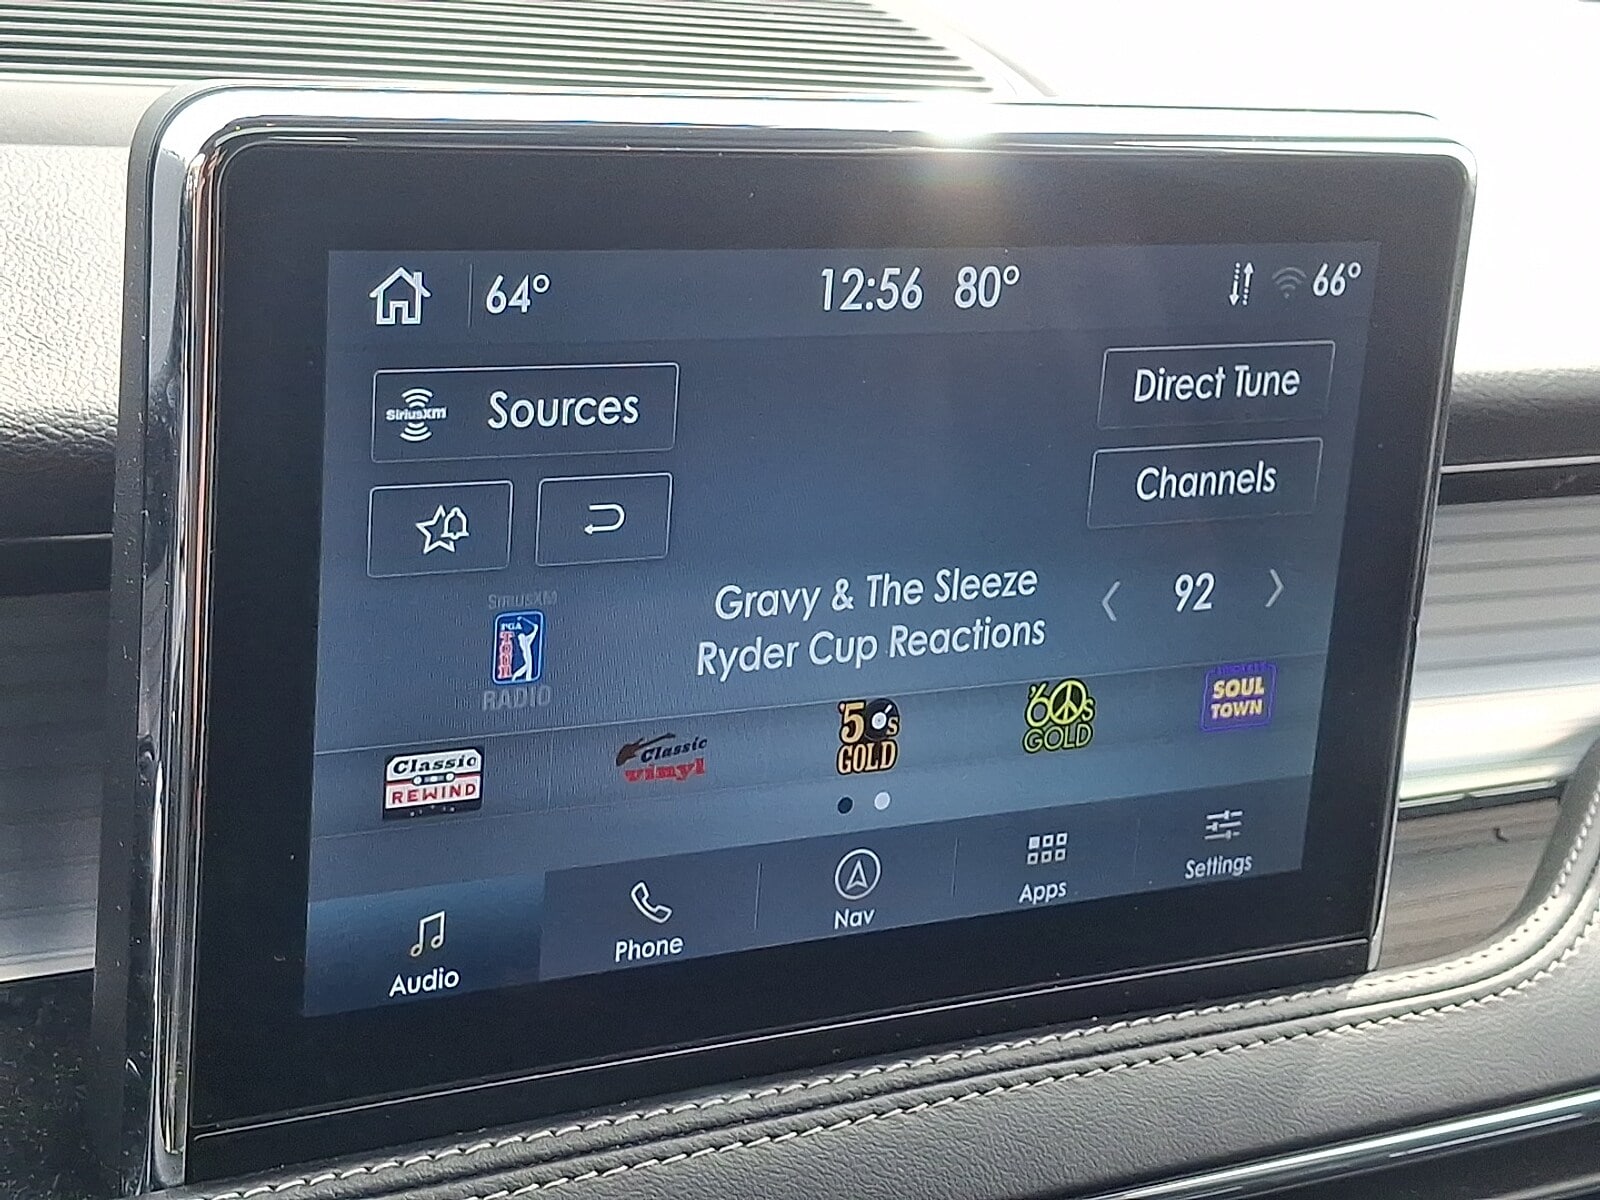 64°
12:56 80°
66°
SiriusXM
Sources
Direct Tune
Channels
Gravy & The Sleeze
Ryder Cup Reactions
92
SiriusXM
PGA
TOUR
RADIO
Classic
REWIND
Classic
vinyl
'50s
GOLD
'60s
GOLD
SOUL
TOWN
Audio
Phone
Nav
Apps
Settings